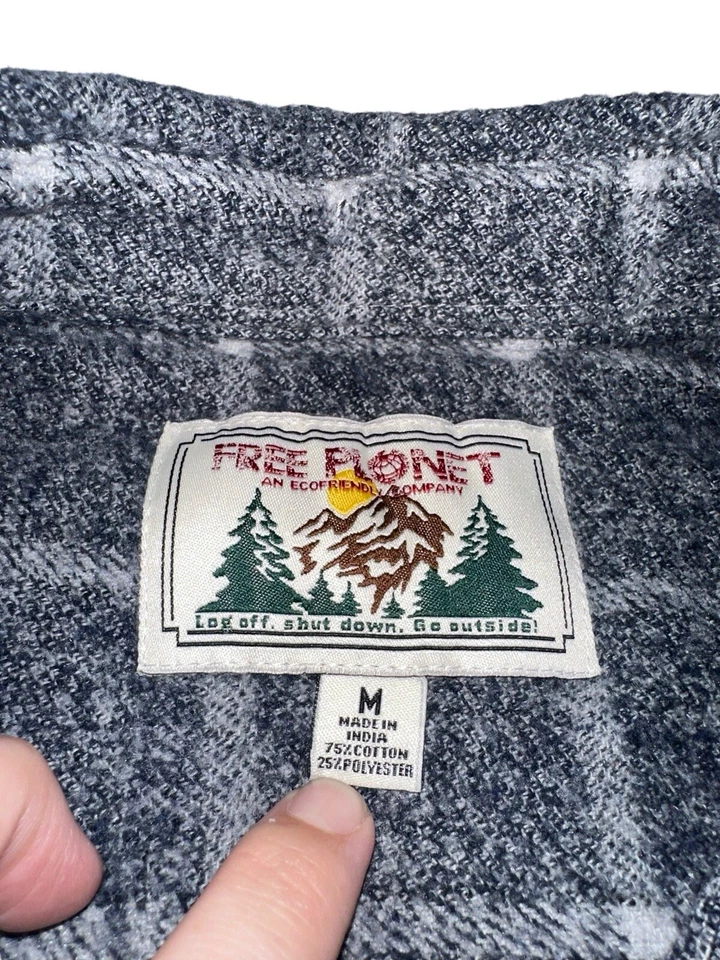 FREE PLANET
AN ECOFRIENDLY COMPANY
Log off. shut down. Go outside!
M
MADE IN
INDIA
75%COTTON
25%POLYESTER